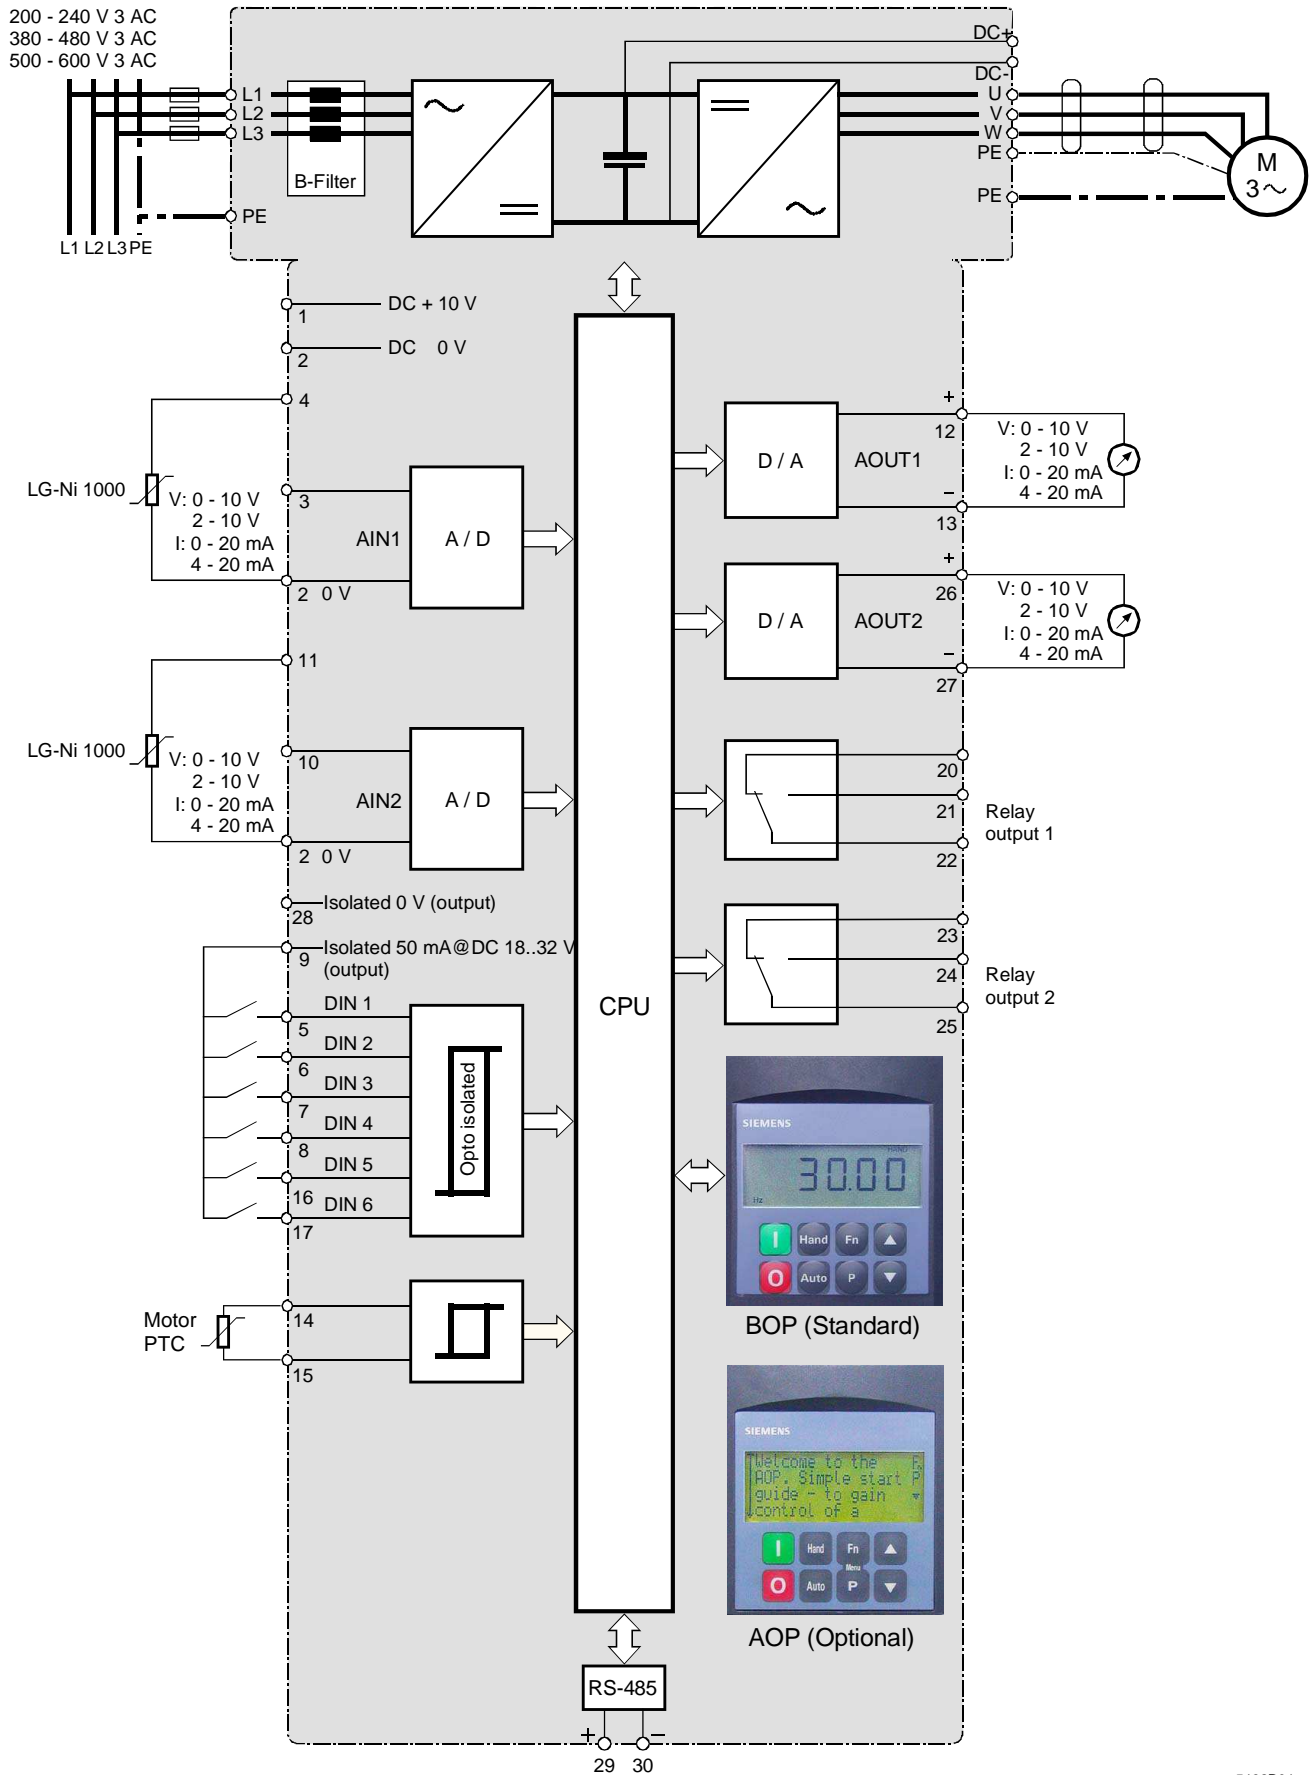 200 - 240 V 3 AC
380 - 480 V 3 AC
500 - 600 V 3 AC
L1
L2
L3
PE
L1 L2 L3 PE
B-Filter
DC+
DC-
U
V
W
PE
PE
M
3
1
DC + 10 V
2
DC 0 V
4
LG-Ni 1000
V: 0 - 10 V
2 - 10 V
I: 0 - 20 mA
4 - 20 mA
3
AIN1
A / D
2 0 V
11
LG-Ni 1000
V: 0 - 10 V
2 - 10 V
I: 0 - 20 mA
4 - 20 mA
10
AIN2
A / D
2 0 V
28
Isolated 0 V (output)
9
Isolated 50 mA@DC 18..32 V
(output)
DIN 1
5
DIN 2
6
DIN 3
7
DIN 4
8
DIN 5
16
DIN 6
17
Opto isolated
Motor
PTC
14
15
CPU
D / A
AOUT1
+
12
−
13
V: 0 - 10 V
2 - 10 V
I: 0 - 20 mA
4 - 20 mA
D / A
AOUT2
+
26
−
27
V: 0 - 10 V
2 - 10 V
I: 0 - 20 mA
4 - 20 mA
20
21
22
Relay
output 1
23
24
25
Relay
output 2
SIEMENS
HAND
30.00
Hz
I
Hand
Fn
O
Auto
P
BOP (Standard)
SIEMENS
Welcome to the
AOP. Simple start P
guide - to gain
control of a
I
Hand
Fn
Menu
O
Auto
P
AOP (Optional)
RS-485
+
−
29
30